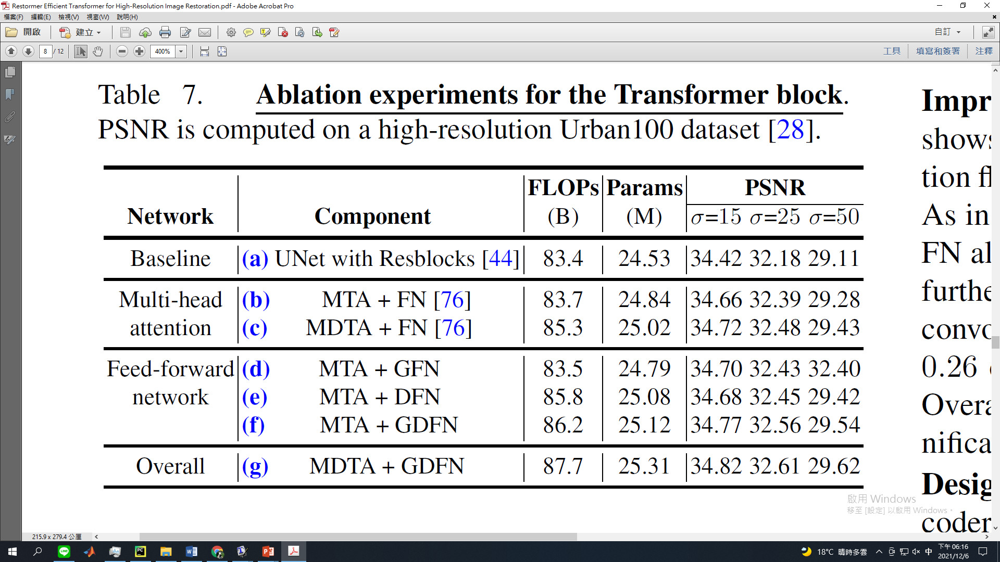 Restormer Efficient Transformer for High-Resolution Image Restoration.pdf - Adobe Acrobat Pro
檔案(F) 編輯(E) 檢視(V) 視窗(W) 說明(H)
開啟 建立 自訂
8 / 12 400% 工具 填寫和簽署 注釋
Table 7. Ablation experiments for the Transformer block.
PSNR is computed on a high-resolution Urban100 dataset [28].
FLOPs Params PSNR
Network Component (B) (M) σ=15 σ=25 σ=50
Baseline (a) UNet with Resblocks [44] 83.4 24.53 34.42 32.18 29.11
Multi-head (b) MTA + FN [76] 83.7 24.84 34.66 32.39 29.28
attention (c) MDTA + FN [76] 85.3 25.02 34.72 32.48 29.43
Feed-forward (d) MTA + GFN 83.5 24.79 34.70 32.43 32.40
network (e) MTA + DFN 85.8 25.08 34.68 32.45 29.42
(f) MTA + GDFN 86.2 25.12 34.77 32.56 29.54
Overall (g) MDTA + GDFN 87.7 25.31 34.82 32.61 29.62
Impr
shows
tion fl
As in
FN al
furthe
convo
0.26
Overa
nifica
Desig
coder
啟用 Windows
移至 [設定] 以啟用 Windows。
215.9 x 279.4 公厘
LINE PC 18°C 晴時多雲 中 下午 06:16
2021/12/6